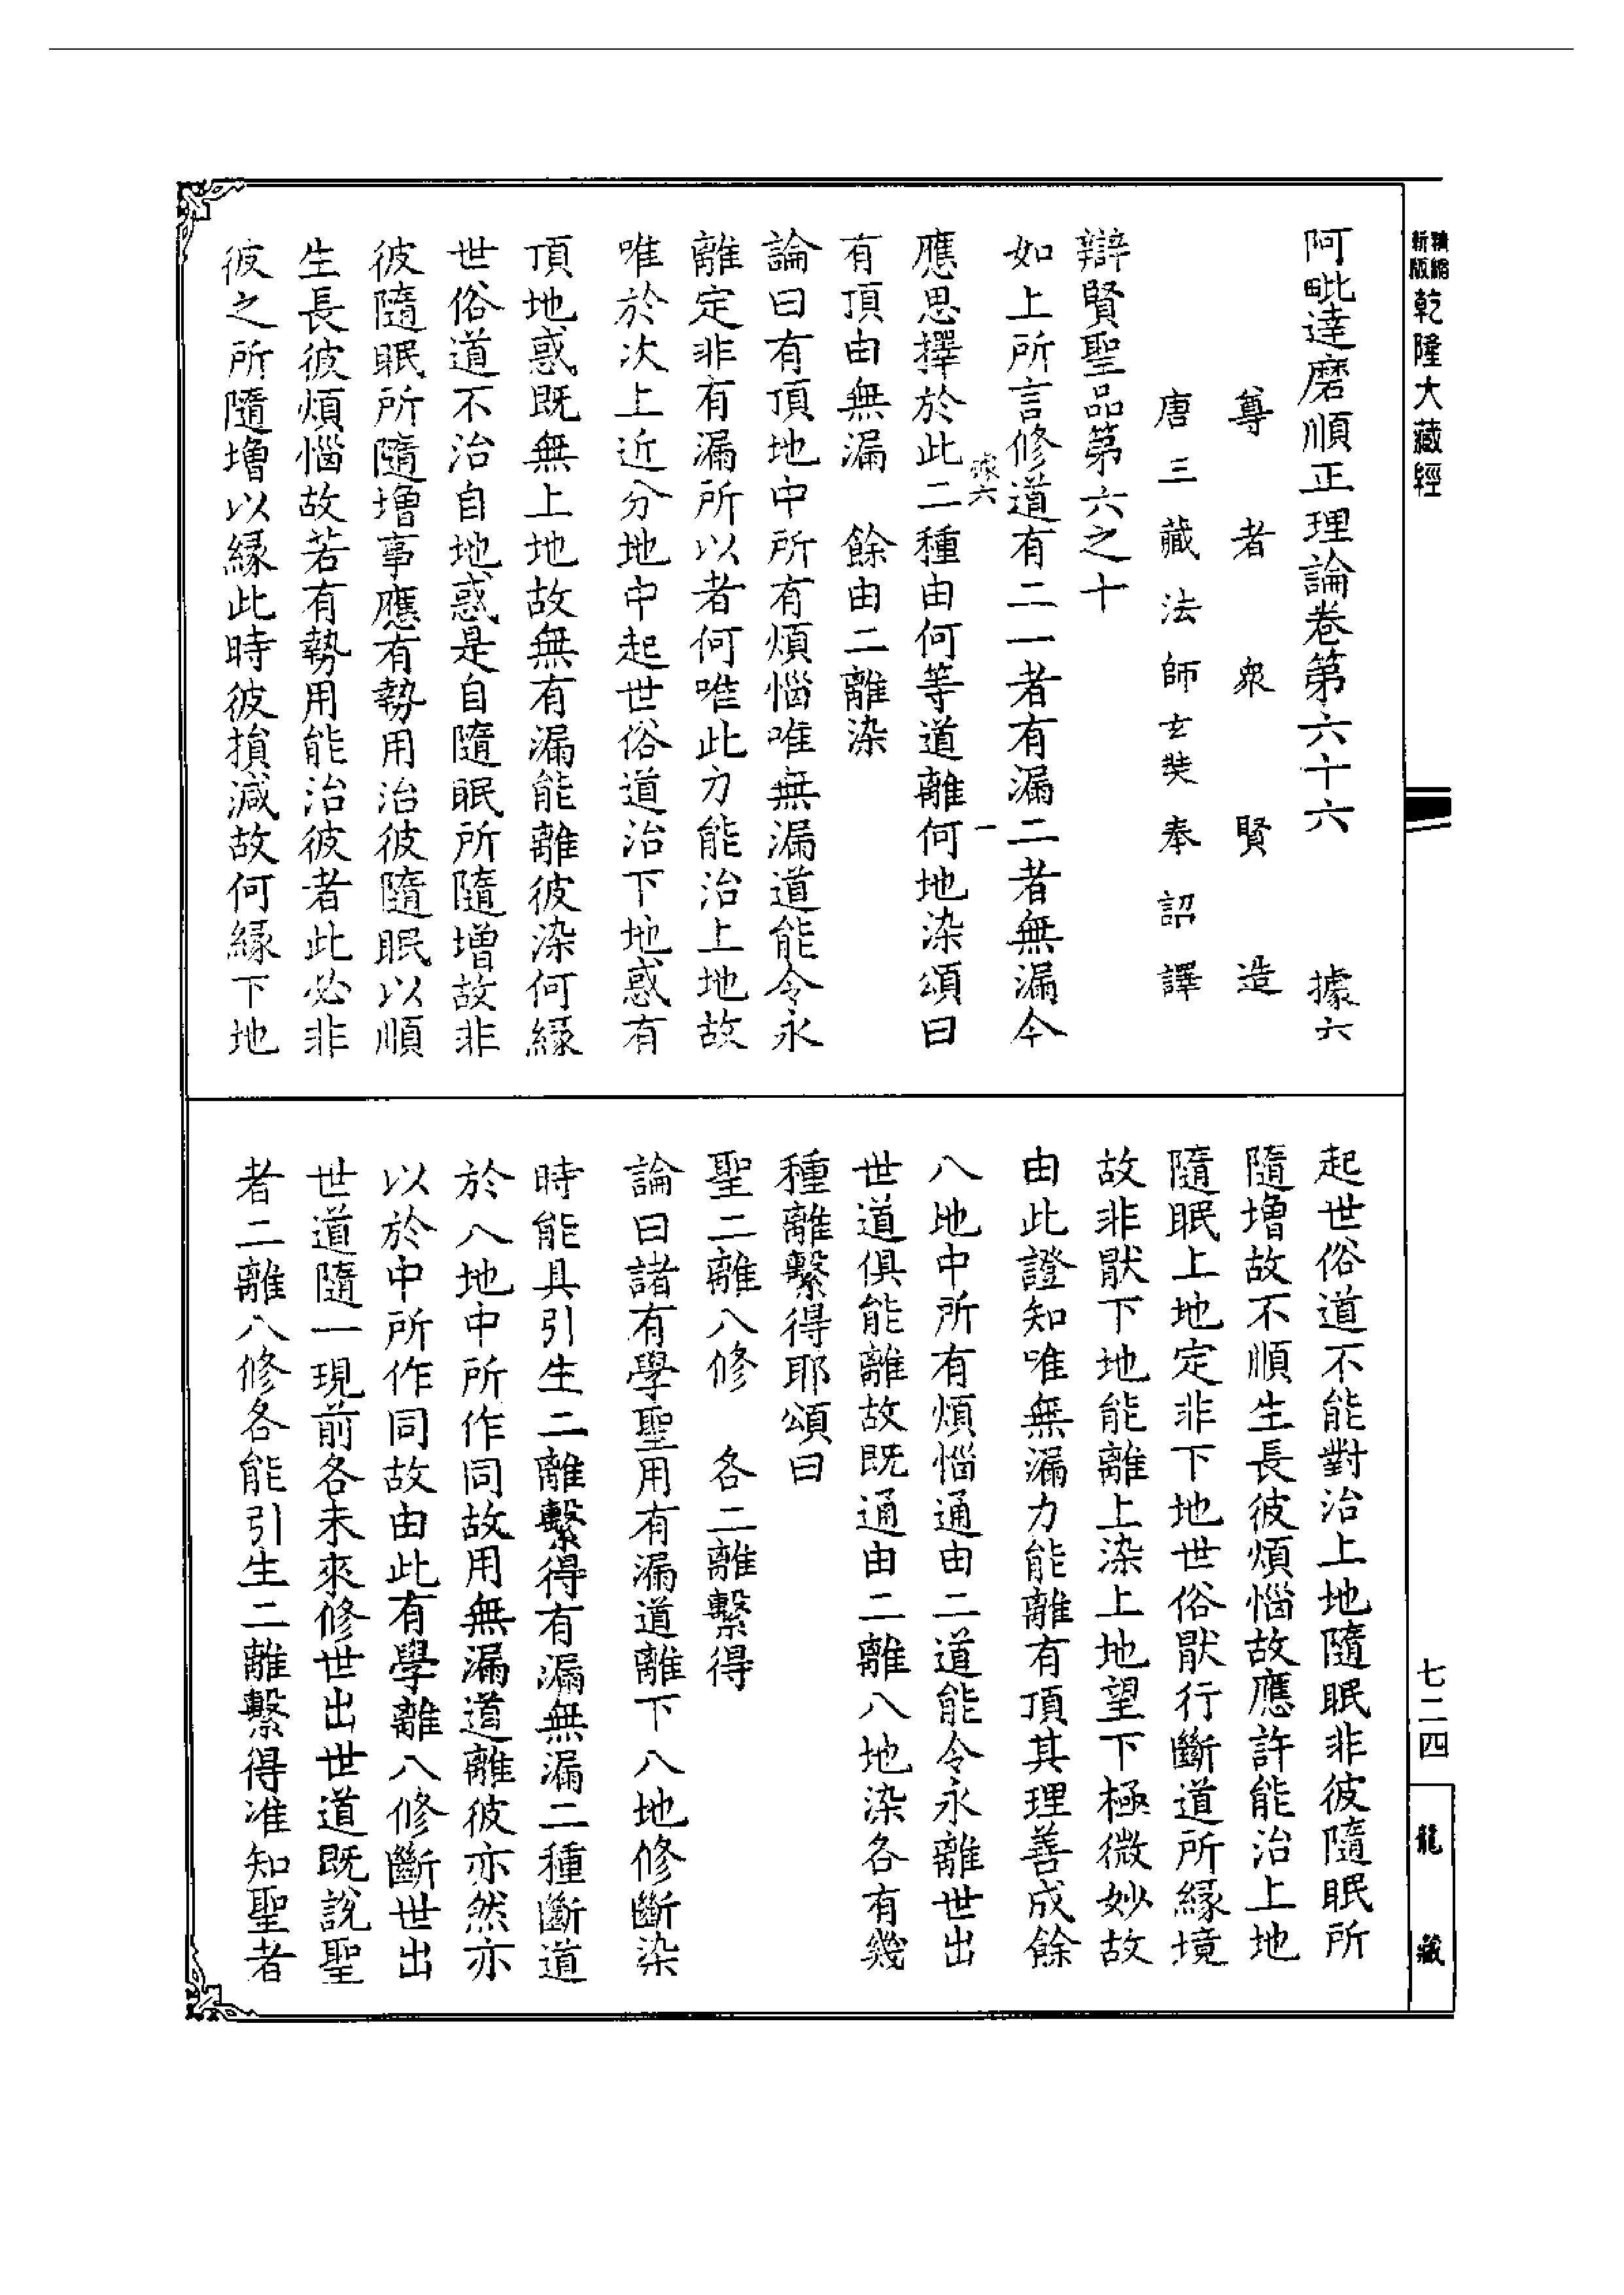 精縮新版乾隆大藏經
阿毗達磨順正理論卷第六十六 據六
尊者衆賢造
唐三藏法師玄奘奉詔譯
辯賢聖品第六之十
如上所言修道有二一者有漏二者無漏今
據六 一
應思擇於此二種由何等道離何地染頌曰
有頂由無漏 餘由二離染
論曰有頂地中所有煩惱唯無漏道能令永
離定非有漏所以者何唯此力能治上地故
唯於次上近分地中起世俗道治下地惑有
頂地惑既無上地故無有漏能離彼染何緣
世俗道不治自地惑是自隨眠所隨增故非
彼隨眠所隨增事應有勢用治彼隨眠以順
生長彼煩惱故若有勢用能治彼者此必非
彼之所隨增以緣此時彼損減故何緣下地
起世俗道不能對治上地隨眠非彼隨眠所
隨增故不順生長彼煩惱故應許能治上地
隨眠上地定非下地世俗猒行斷道所緣境
故非猒下地能離上染上地望下極微妙故
由此證知唯無漏力能離有頂其理善成餘
八地中所有煩惱通由二道能令永離世出
世道俱能離故既通由二離八地染各有幾
種離繫得耶頌曰
聖二離八修 各二離繫得
論曰諸有學聖用有漏道離下八地修斷染
時能具引生二離繫得有漏無漏二種斷道
於八地中所作同故用無漏道離彼亦然亦
以於中所作同故由此有學離八修斷世出
世道隨一現前各未來修世出世道既說聖
者二離八修各能引生二離繫得准知聖者
七二四
龍藏